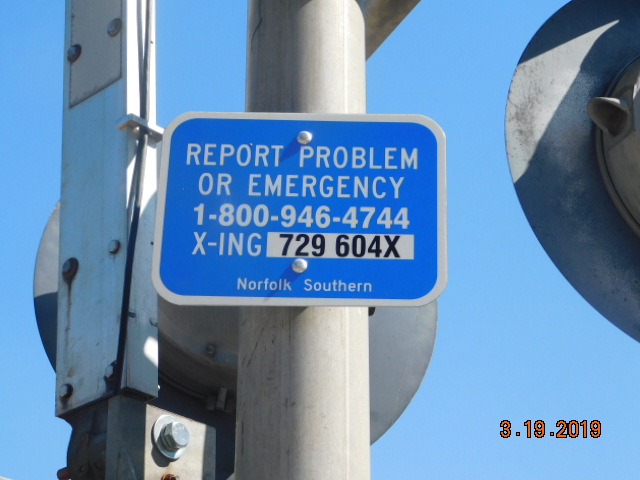 REPORT PROBLEM
OR EMERGENCY
1-800-946-4744
X-ING 729 604X
Norfolk Southern
3.19.2019